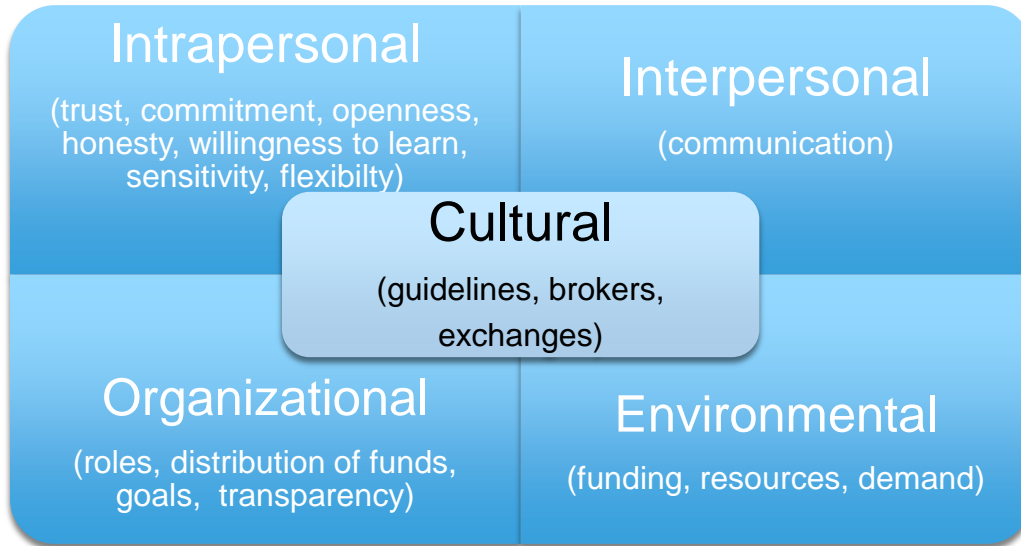 Intrapersonal
(trust, commitment, openness,
honesty, willingness to learn,
sensitivity, flexibilty)
Interpersonal
(communication)
Cultural
(guidelines, brokers,
exchanges)
Organizational
(roles, distribution of funds,
goals, transparency)
Environmental
(funding, resources, demand)